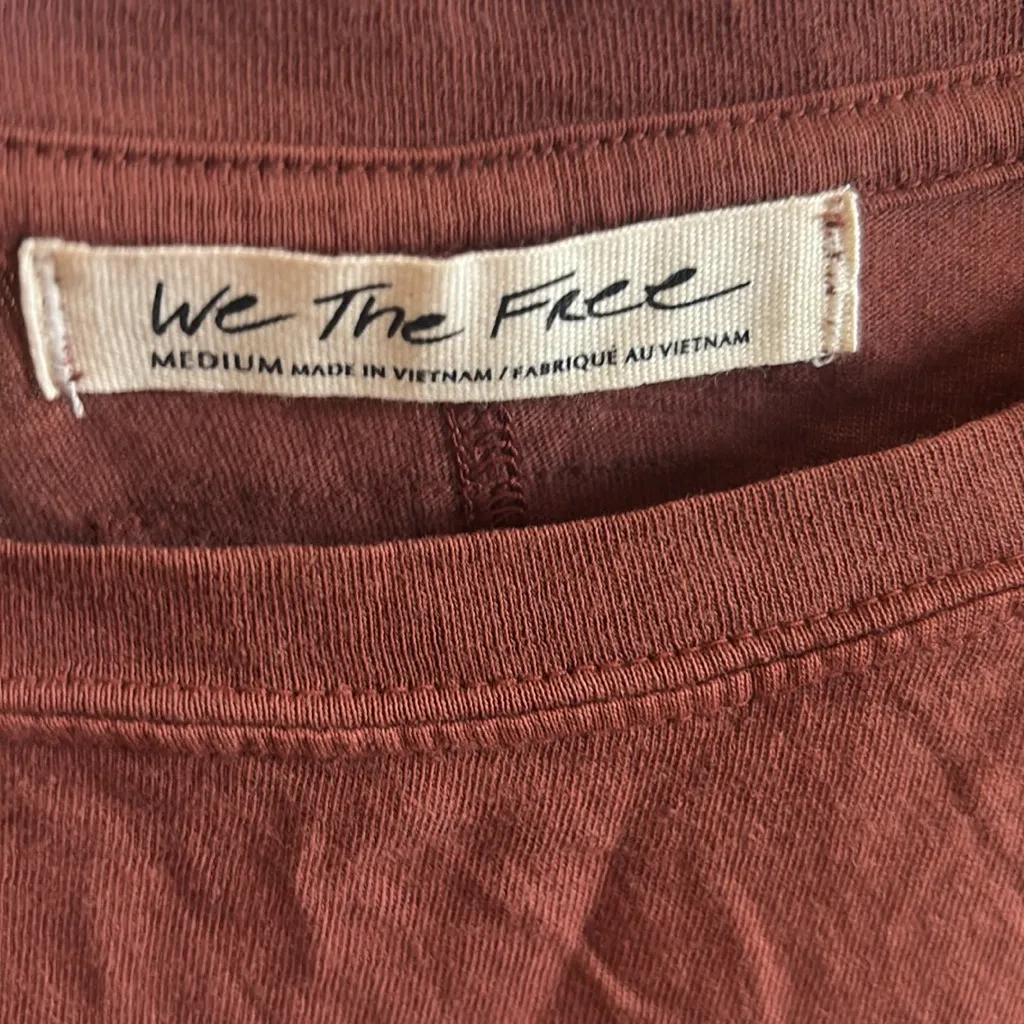 We The Free
MEDIUM MADE IN VIETNAM / FABRIQUÉ AU VIETNAM